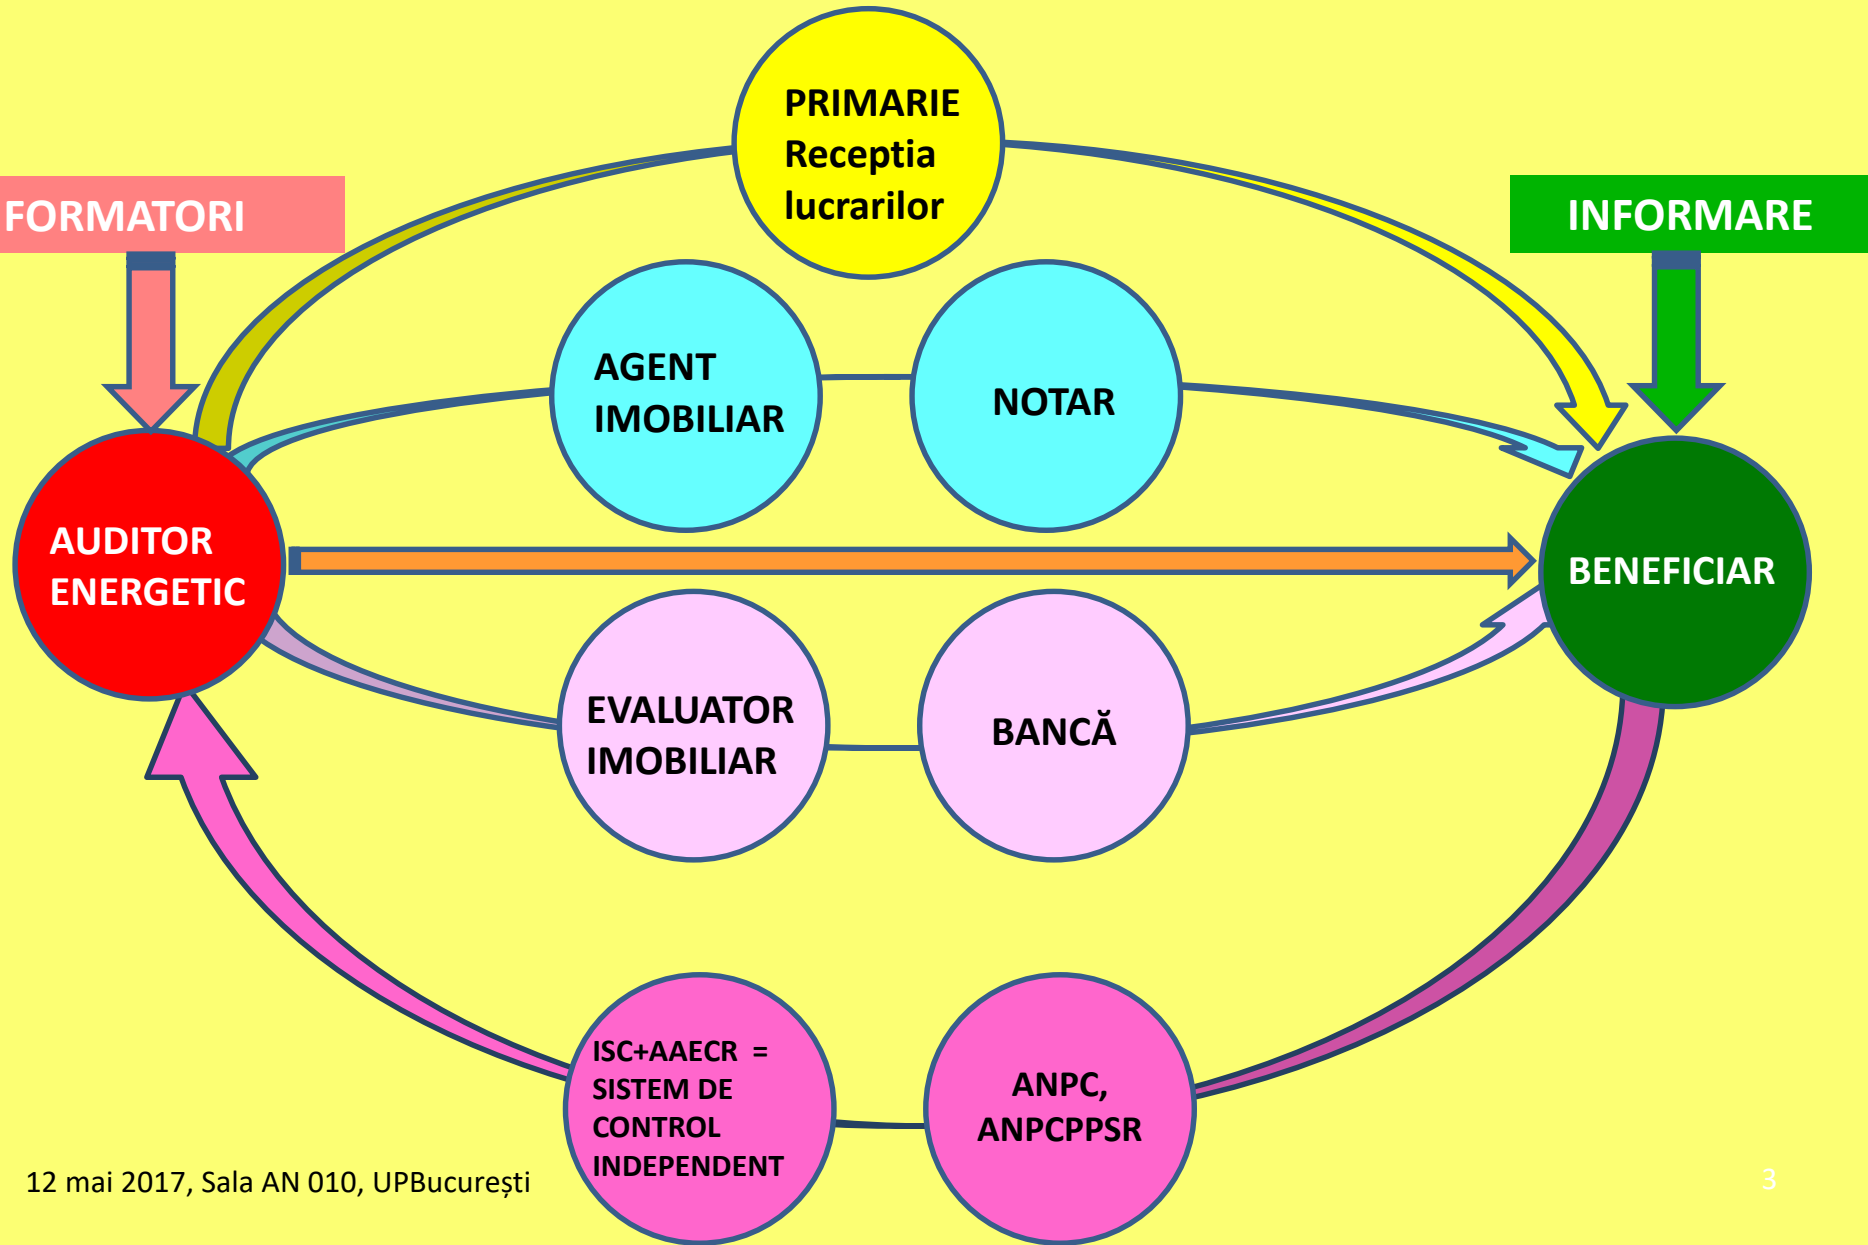 PRIMARIE
Receptia
lucrarilor
FORMATORI
INFORMARE
AGENT
IMOBILIAR
NOTAR
AUDITOR
ENERGETIC
BENEFICIAR
EVALUATOR
IMOBILIAR
BANCĂ
ISC+AAECR =
SISTEM DE
CONTROL
INDEPENDENT
ANPC,
ANPCPPSR
12 mai 2017, Sala AN 010, UPBucurești
3